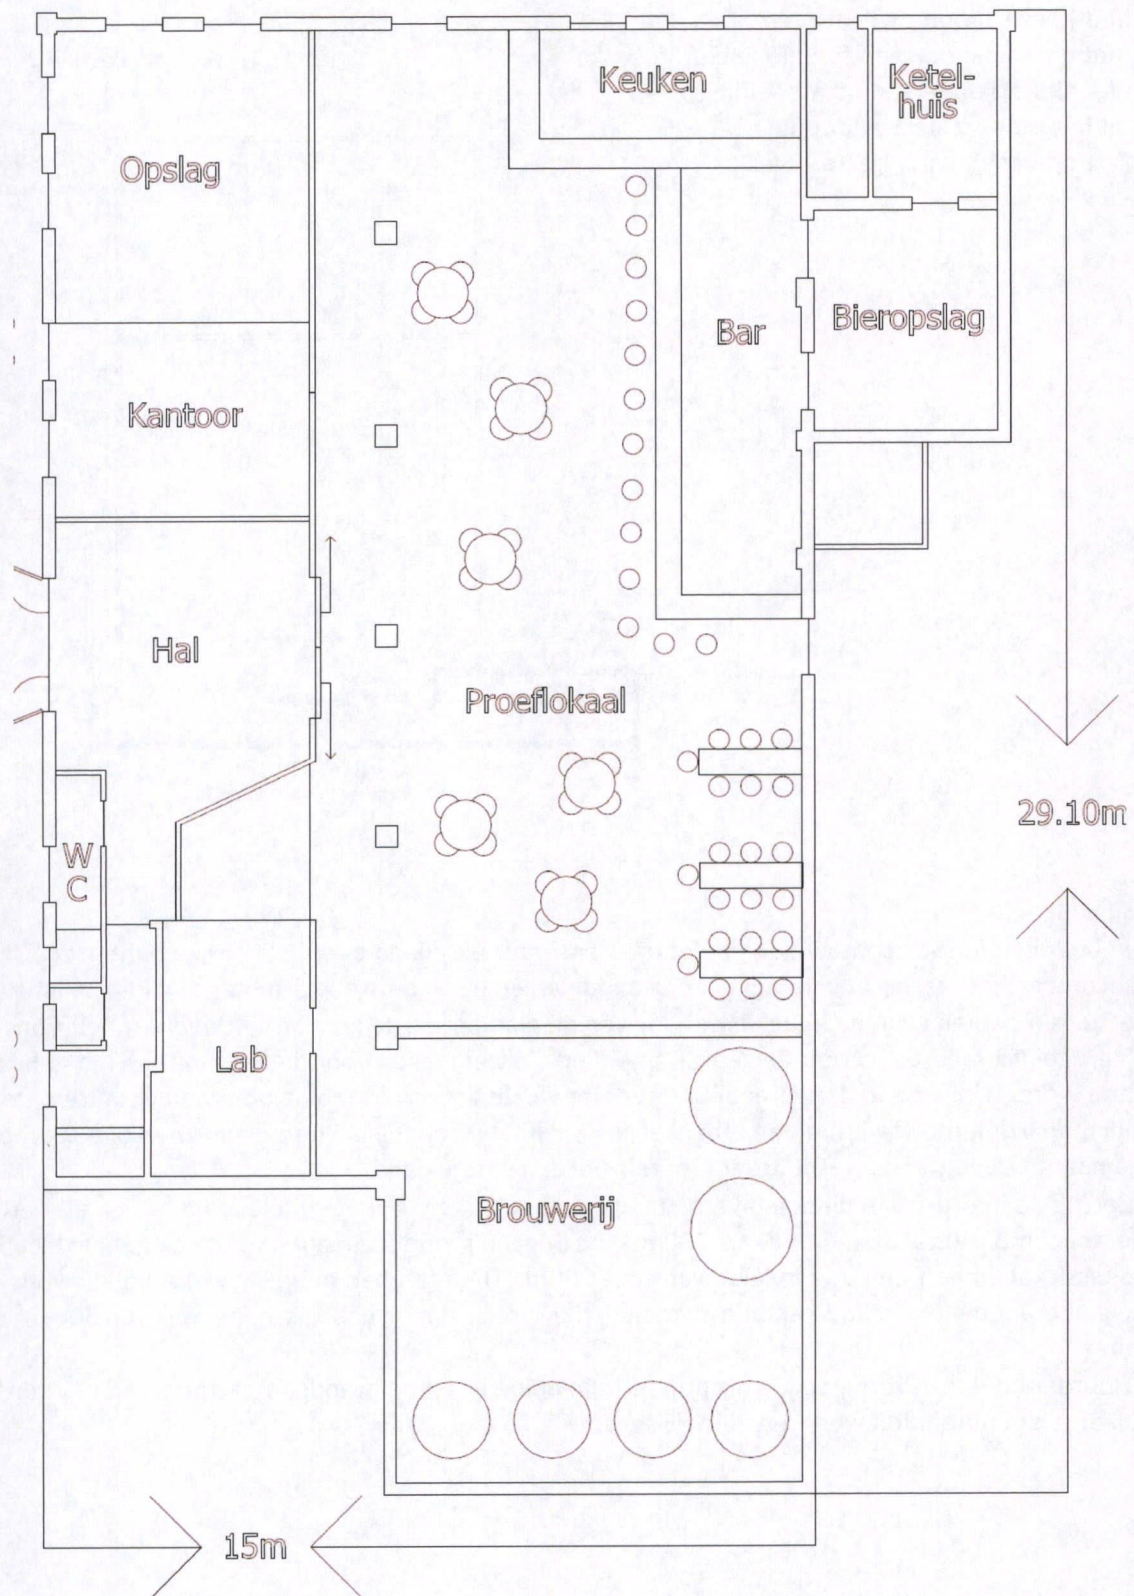 Keuken
Ketel-
huis
Opslag
Bar
Bieropslag
Kantoor
Hal
Proeflokaal
29.10m
W
C
Lab
Brouwerij
15m